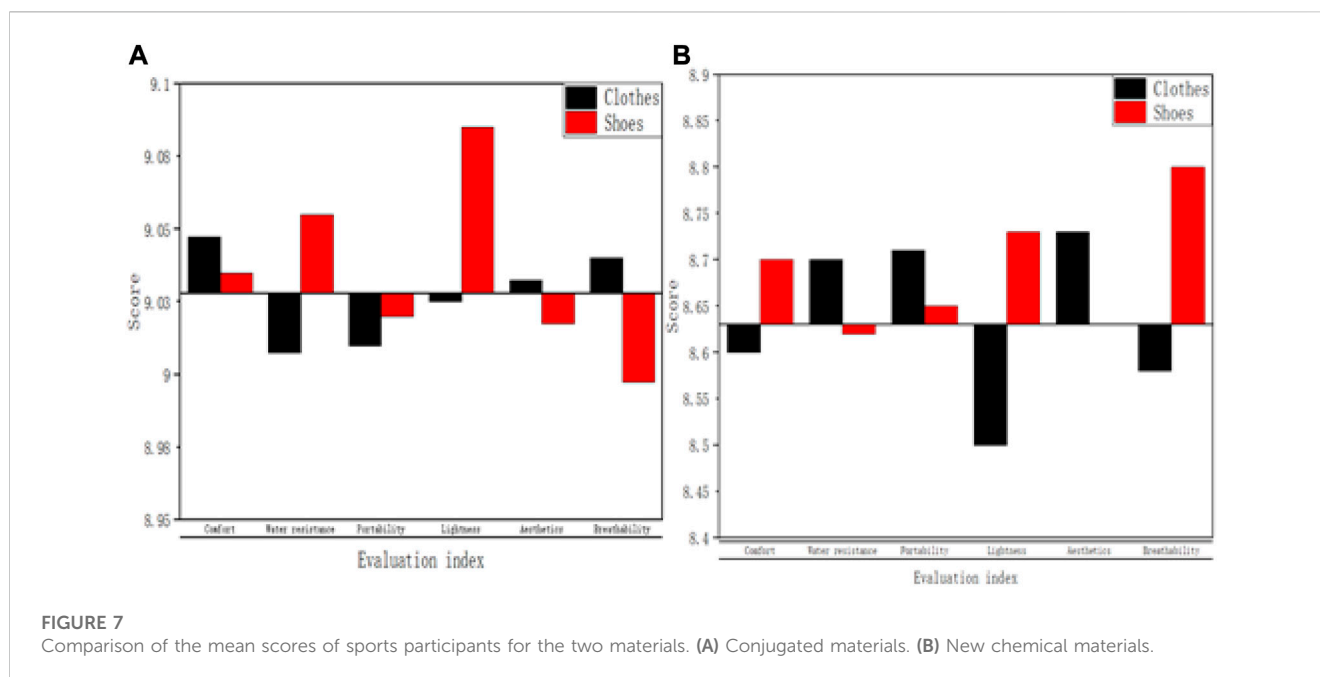 A
9.1
9.08
9.05
9.03
9
8.98
8.95
Score
Clothes
Shoes
Comfort Water resistance Portability Lightness Aesthetics Breathability
Evaluation index
B
8.9
8.85
8.8
8.75
8.7
8.65
8.6
8.55
8.5
8.45
8.4
Score
Clothes
Shoes
Comfort Water resistance Portability Lightness Aesthetics Breathability
Evaluation index
FIGURE 7
Comparison of the mean scores of sports participants for the two materials. (A) Conjugated materials. (B) New chemical materials.